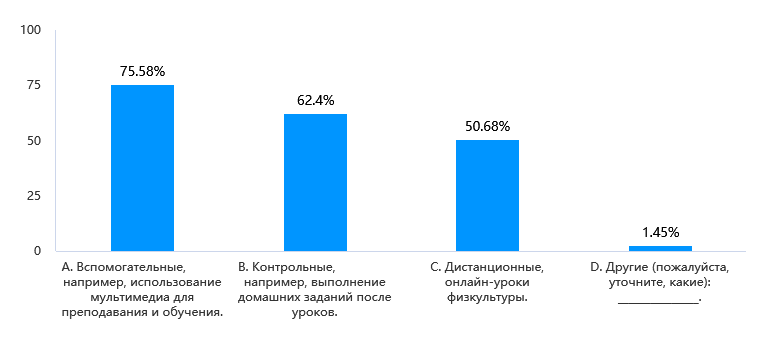 100
75
50
25
0
75.58%
62.4%
50.68%
1.45%
A. Вспомогательные,
например, использование
мультимедиа для
преподавания и обучения.
B. Контрольные,
например, выполнение
домашних заданий после
уроков.
C. Дистанционные,
онлайн-уроки
физкультуры.
D. Другие (пожалуйста,
уточните, какие):
____________.